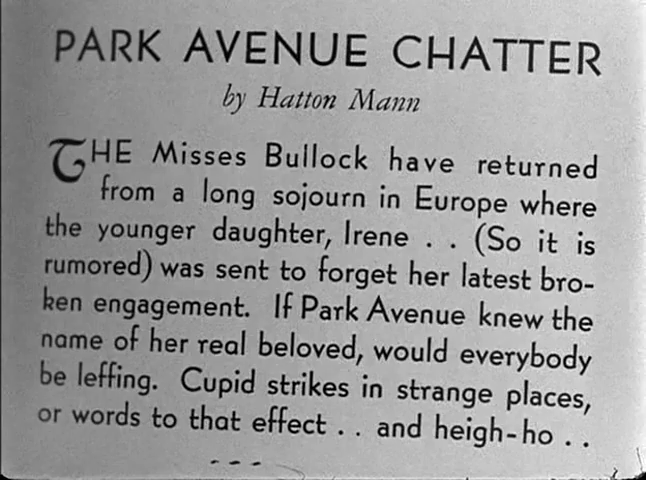 PARK AVENUE CHATTER
by Hatton Mann
THE Misses Bullock have returned
from a long sojourn in Europe where
the younger daughter, Irene . . (So it is
rumored) was sent to forget her latest bro-
ken engagement. If Park Avenue knew the
name of her real beloved, would everybody
be leffing. Cupid strikes in strange places,
or words to that effect . . and heigh-ho . .
- - -